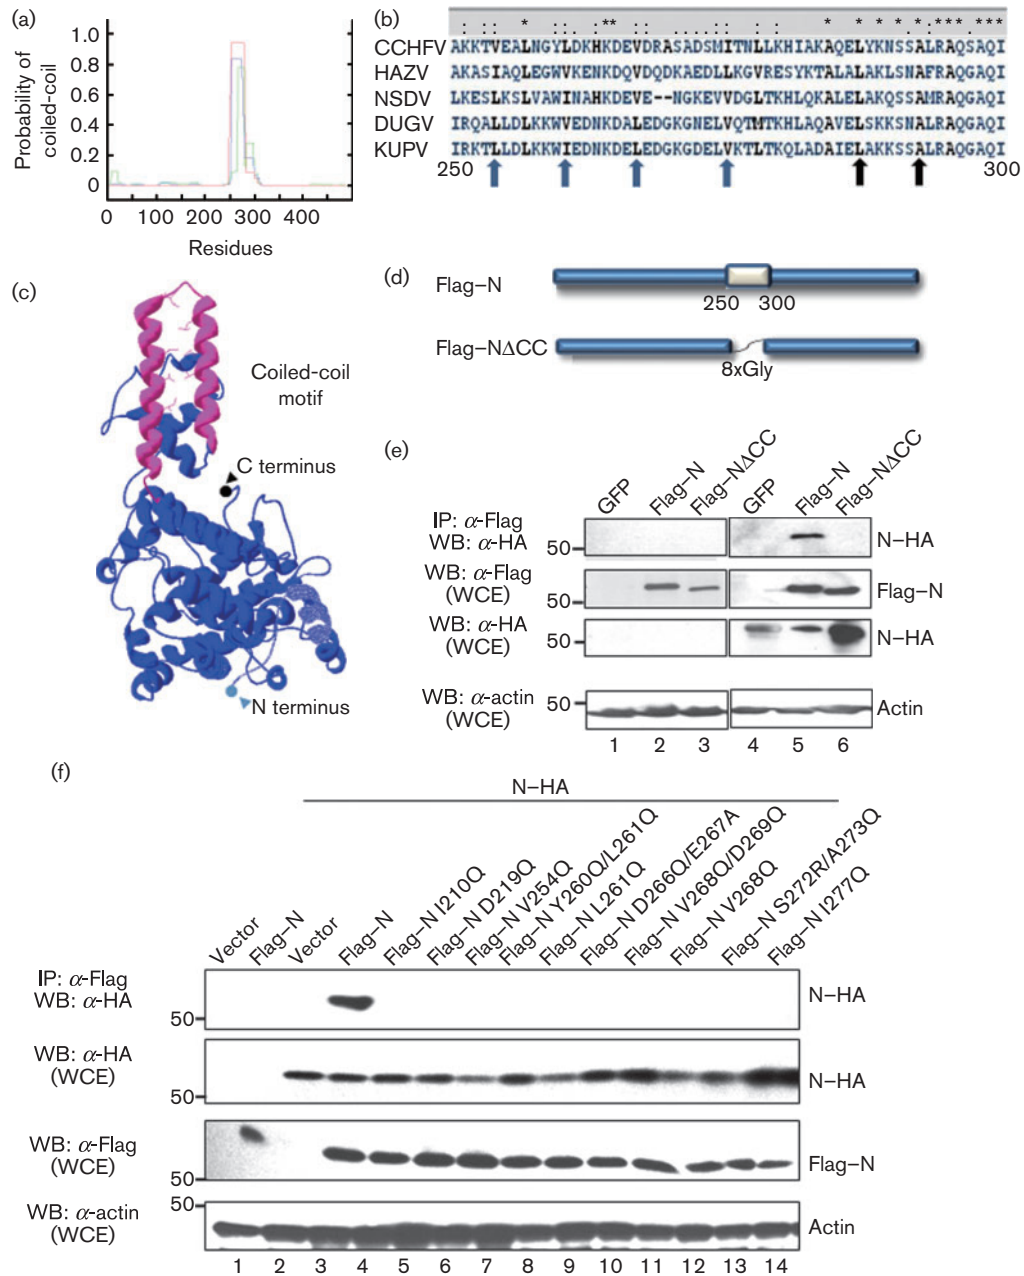 (a)
Probability of
coiled-coil
1.0
0.8
0.6
0.4
0.2
0
0 100 200 300 400
Residues
(b)
CCHFV AKKTVEALNGYLDKHKDEVDRASADSMITNLLKHIAKAQELYKNSSALRAQSAQI
HAZV AKASIAQLEGWVKENKDQVDQDKAEDLLKGVRESYKTALALAKLSNAFRAQGAQI
NSDV LKESLKSLVAWINAHKDEVE--NGKEVVDGLTKHLQKALELAKQSSAMRAQGAQI
DUGV IRQALLDLKKWVEDNKDALEDGKGNELVQTMTKHLQAAVELSKKSNALRAQGAQI
KUPV IRKTLLDLKKWIEDNKDELEDGKGDELVKTLTKQLADAIELAKKSSALRAQGAQI
250 300
(c)
Coiled-coil
motif
C terminus
N terminus
(d)
Flag–N
250 300
Flag–NΔCC
8xGly
(e)
GFP Flag–N Flag–NΔCC GFP Flag–N Flag–NΔCC
IP: α-Flag
WB: α-HA
50
N–HA
WB: α-Flag
(WCE)
50
Flag–N
WB: α-HA
(WCE)
50
N–HA
WB: α-actin
(WCE)
50
Actin
1 2 3 4 5 6
(f)
N–HA
Vector
Flag–N
Vector
Flag–N
Flag–N I210Q
Flag–N D219Q
Flag–N V254Q
Flag–N Y260Q/L261Q
Flag–N L261Q
Flag–N D266Q/E267A
Flag–N V268Q/D269Q
Flag–N V268Q
Flag–N S272R/A273Q
Flag–N I277Q
IP: α-Flag
WB: α-HA
50
N–HA
WB: α-HA
(WCE)
50
N–HA
WB: α-Flag
(WCE)
50
Flag–N
WB: α-actin
(WCE)
50
Actin
1 2 3 4 5 6 7 8 9 10 11 12 13 14